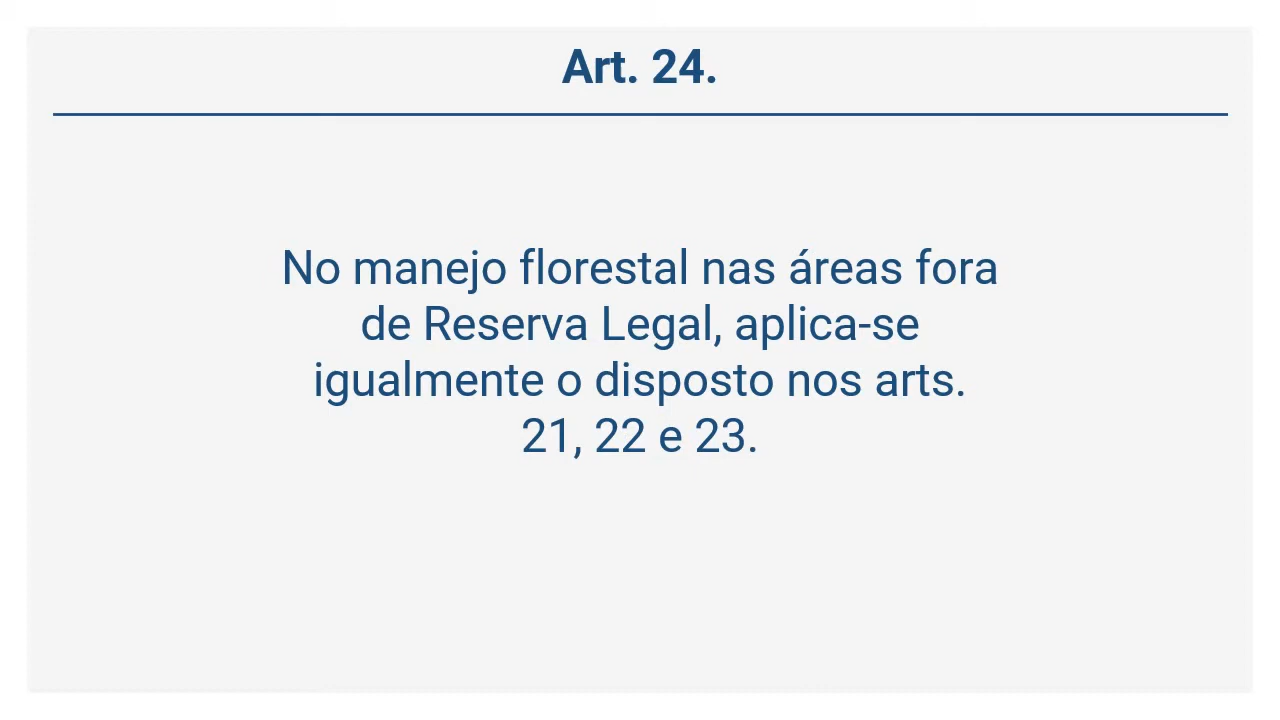 Art. 24.
No manejo florestal nas áreas fora
de Reserva Legal, aplica-se
igualmente o disposto nos arts.
21, 22 e 23.